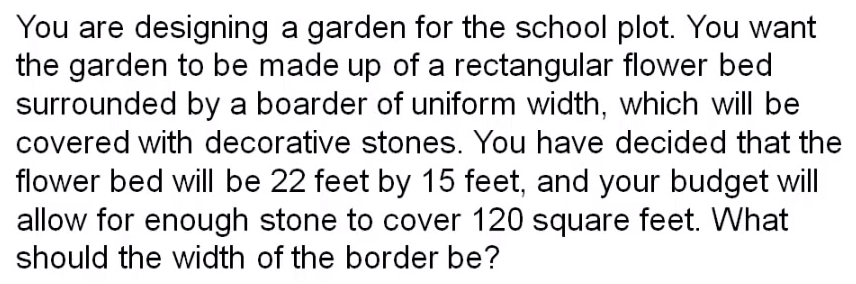 You are designing a garden for the school plot. You want
the garden to be made up of a rectangular flower bed
surrounded by a boarder of uniform width, which will be
covered with decorative stones. You have decided that the
flower bed will be 22 feet by 15 feet, and your budget will
allow for enough stone to cover 120 square feet. What
should the width of the border be?